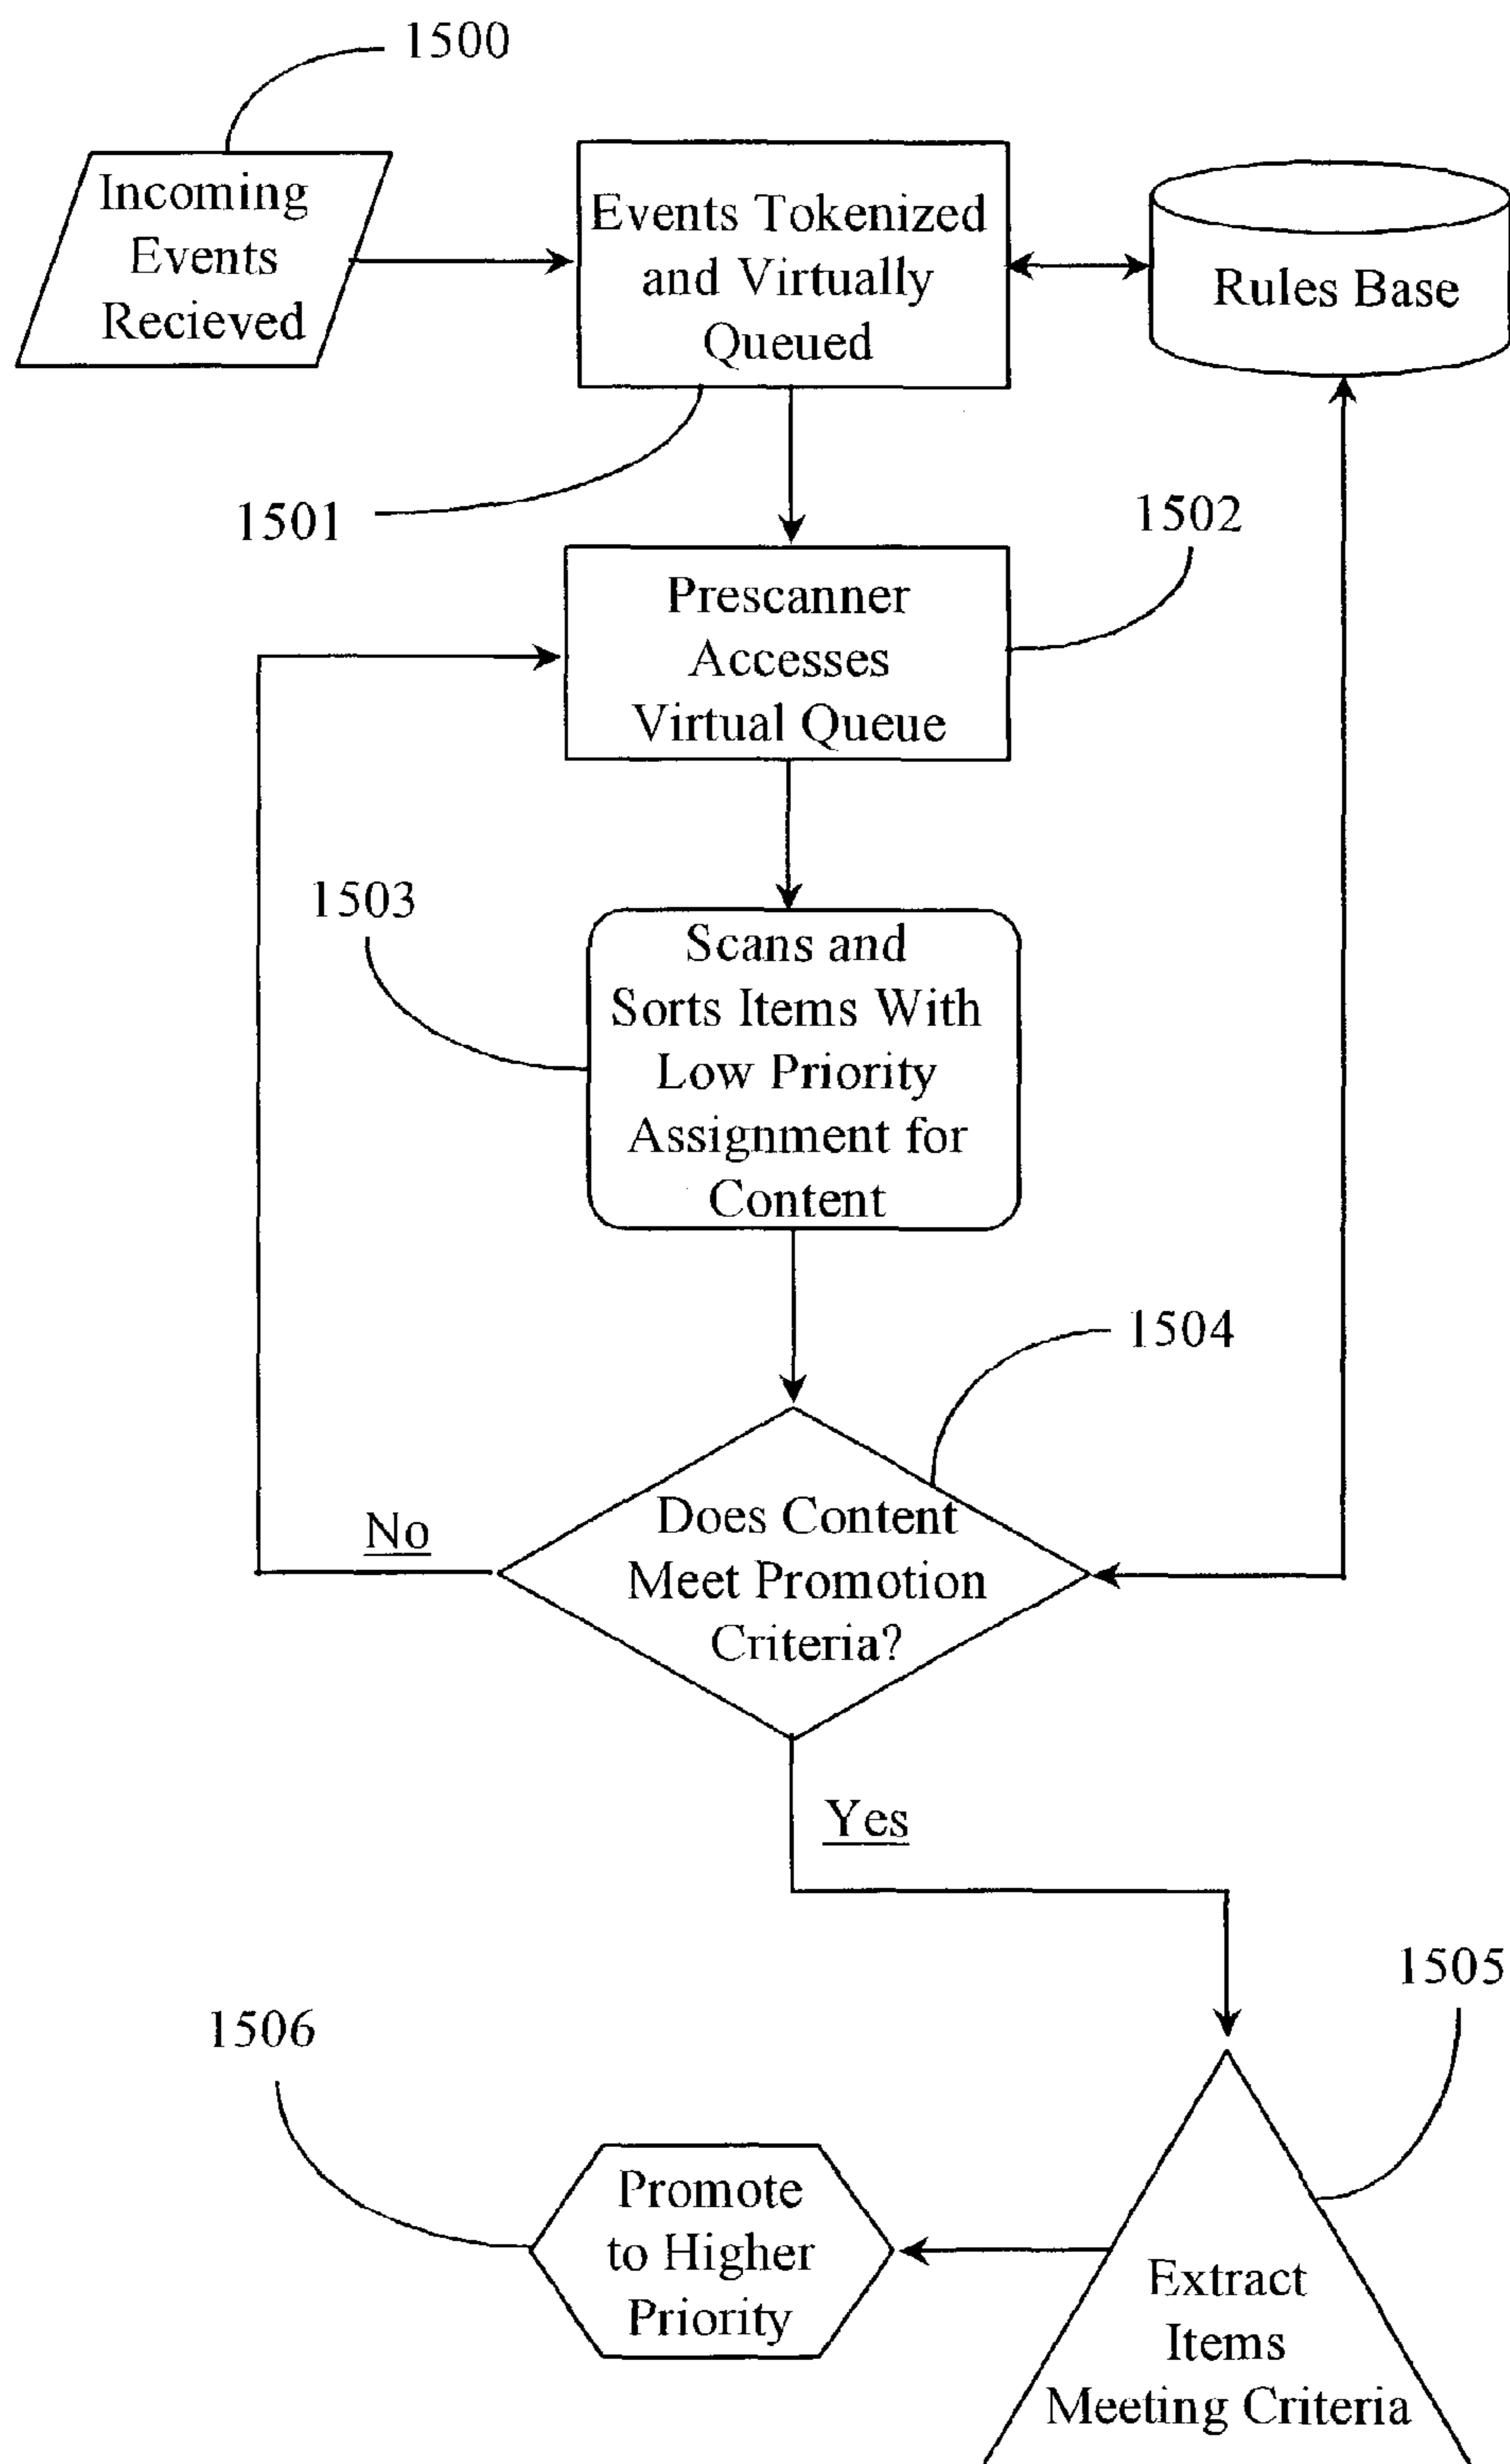 1500
Incoming
Events
Recieved
Events Tokenized
and Virtually
Queued
Rules Base
1501
1502
Prescanner
Accesses
Virtual Queue
1503
Scans and
Sorts Items With
Low Priority
Assignment for
Content
1504
Does Content
Meet Promotion
Criteria?
No
Yes
1505
1506
Promote
to Higher
Priority
Extract
Items
Meeting Criteria